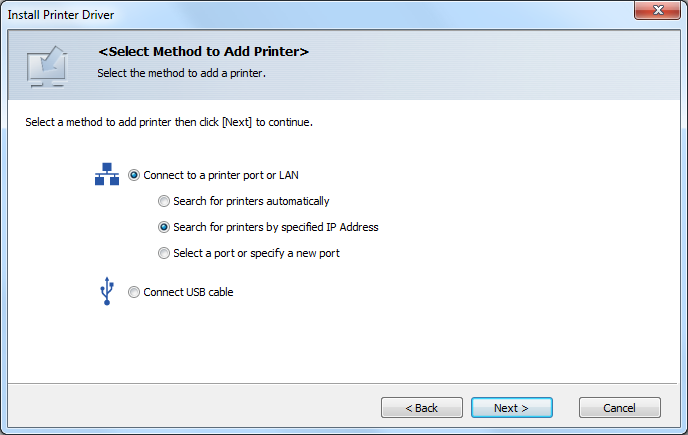 Install Printer Driver
<Select Method to Add Printer>
Select the method to add a printer.
Select a method to add printer then click [Next] to continue.
Connect to a printer port or LAN
Search for printers automatically
Search for printers by specified IP Address
Select a port or specify a new port
Connect USB cable
< Back
Next >
Cancel